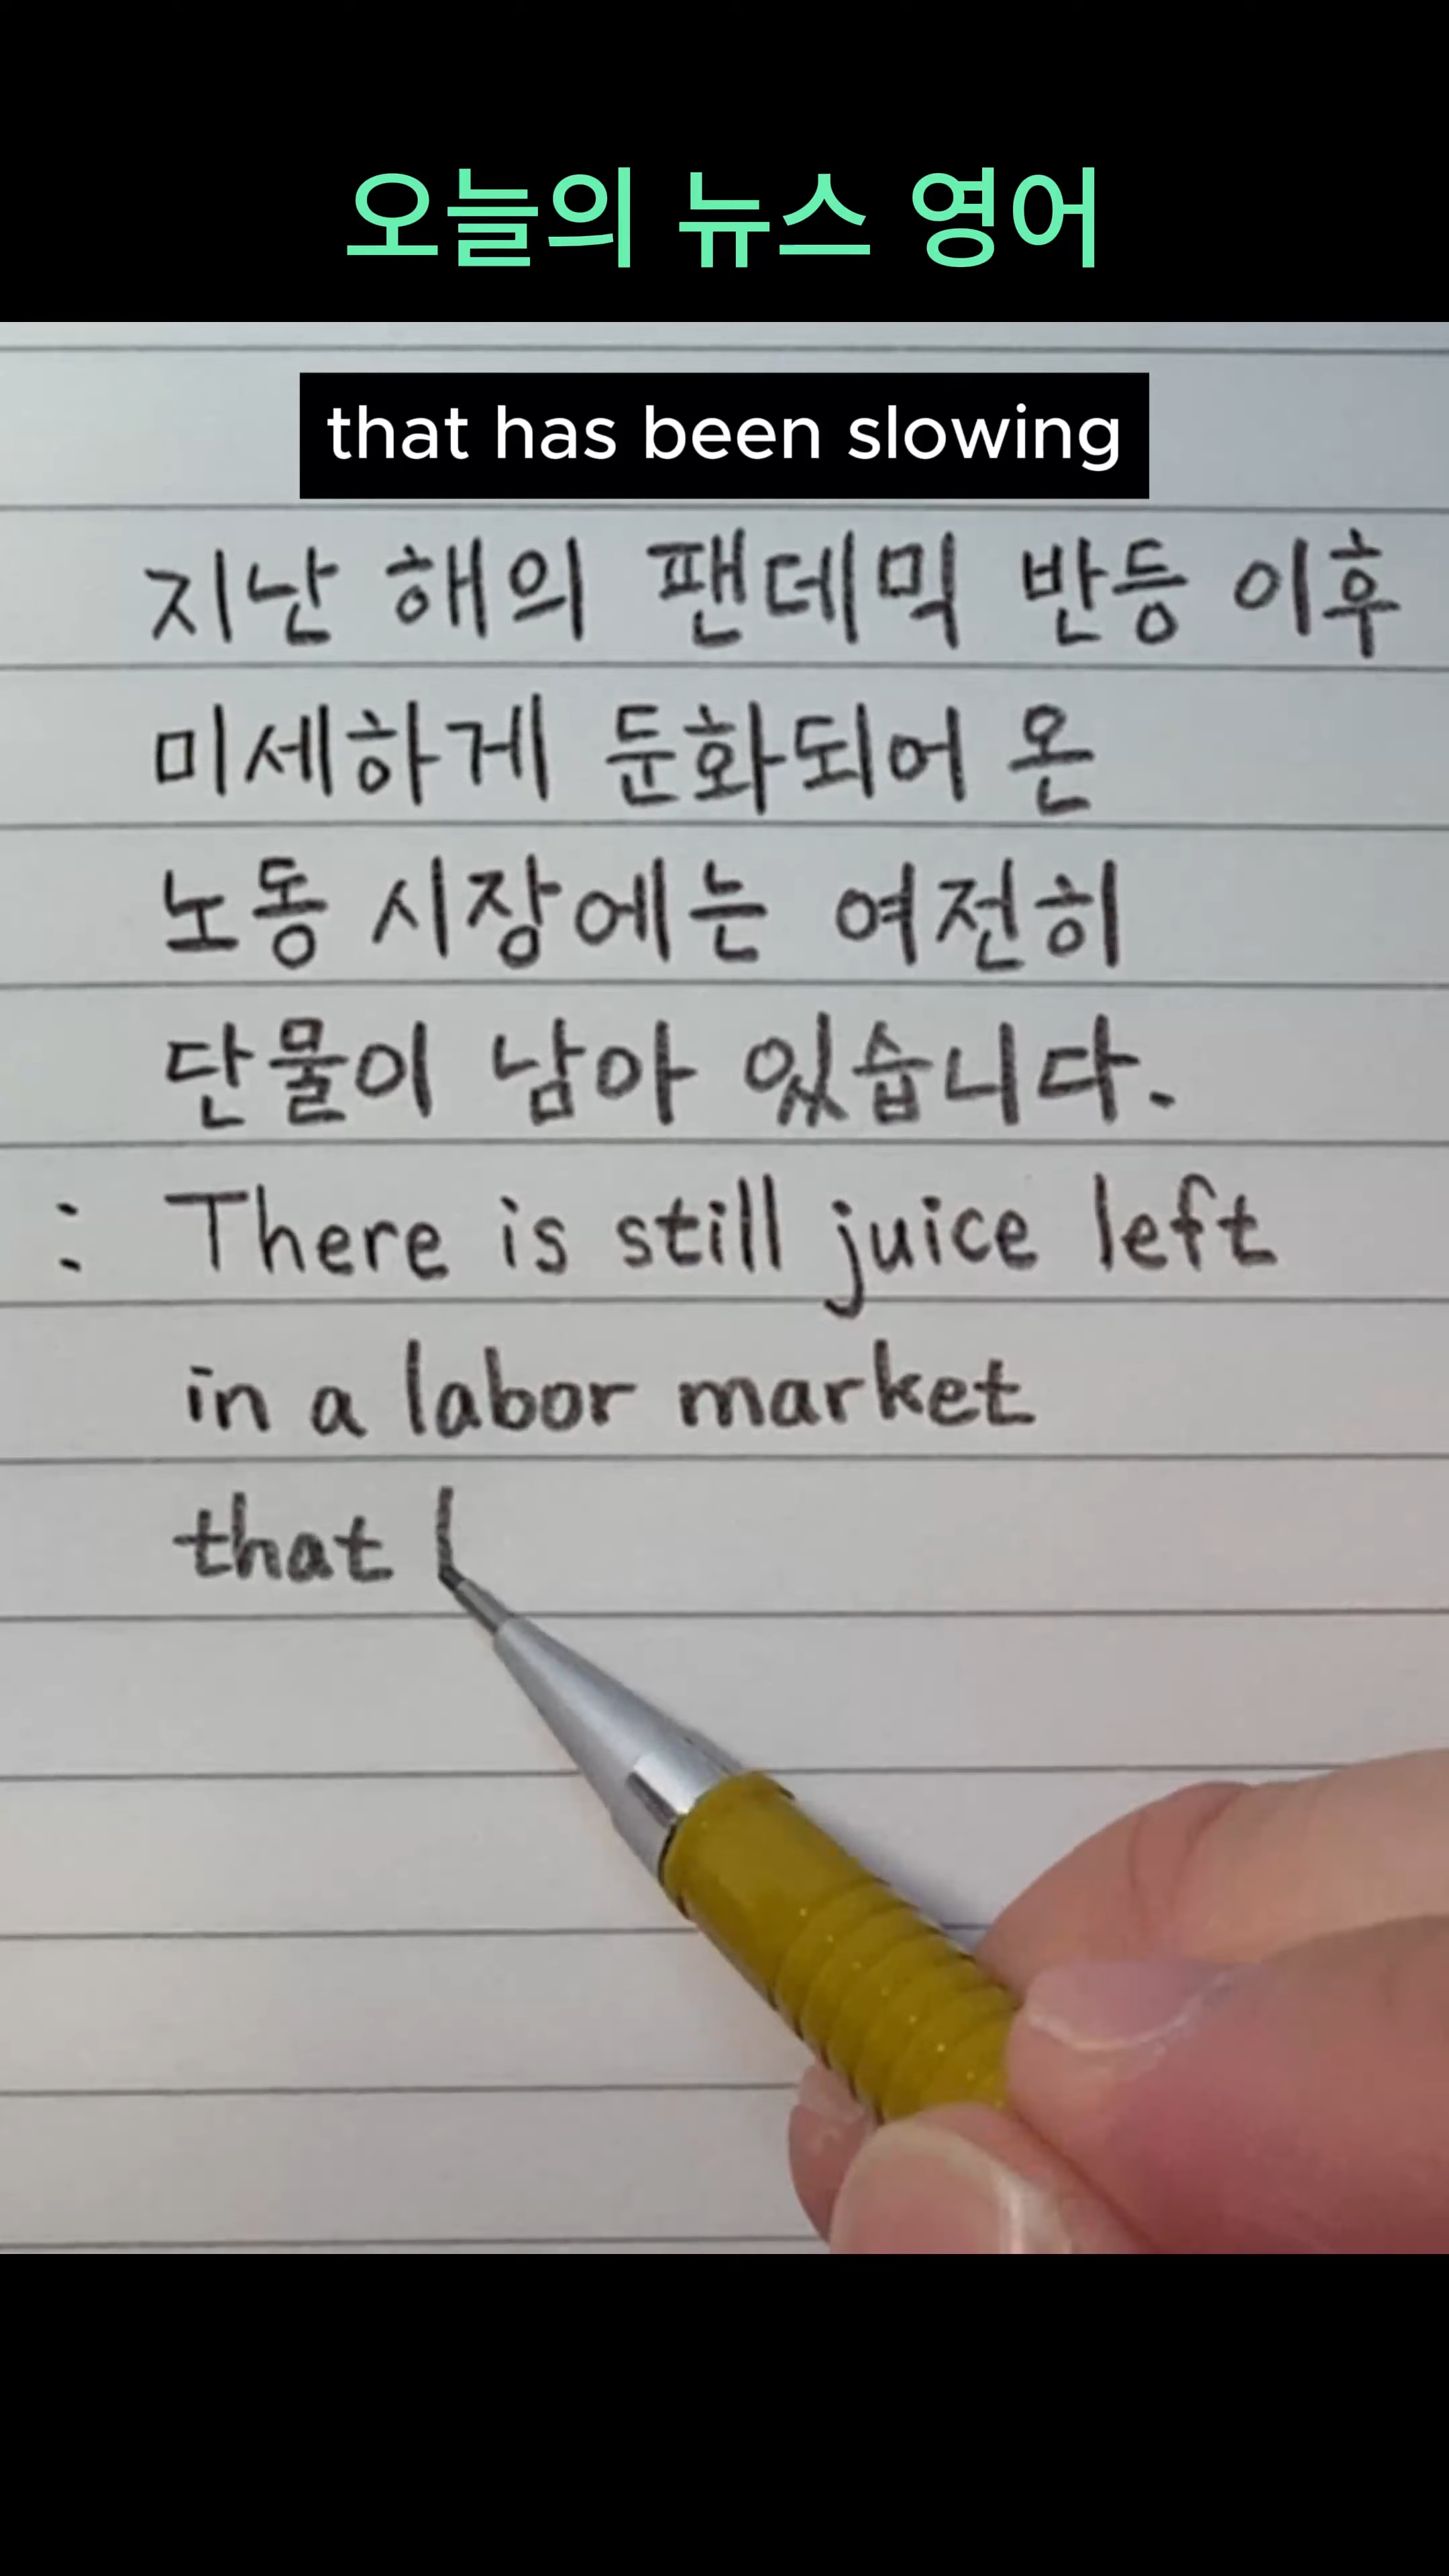 오늘의 뉴스 영어
that has been slowing
지난 해의 팬데믹 반등 이후
미세하게 둔화되어 온
노동 시장에는 여전히
단물이 남아 있습니다.
: There is still juice left
in a labor market
that